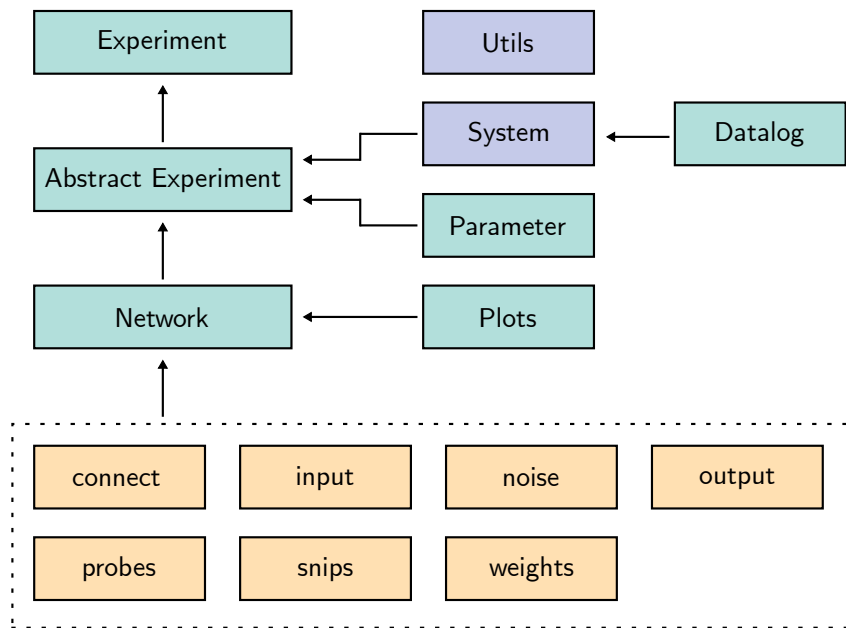 Experiment
Utils
System
Datalog
Abstract Experiment
Parameter
Network
Plots
connect
input
noise
output
probes
snips
weights